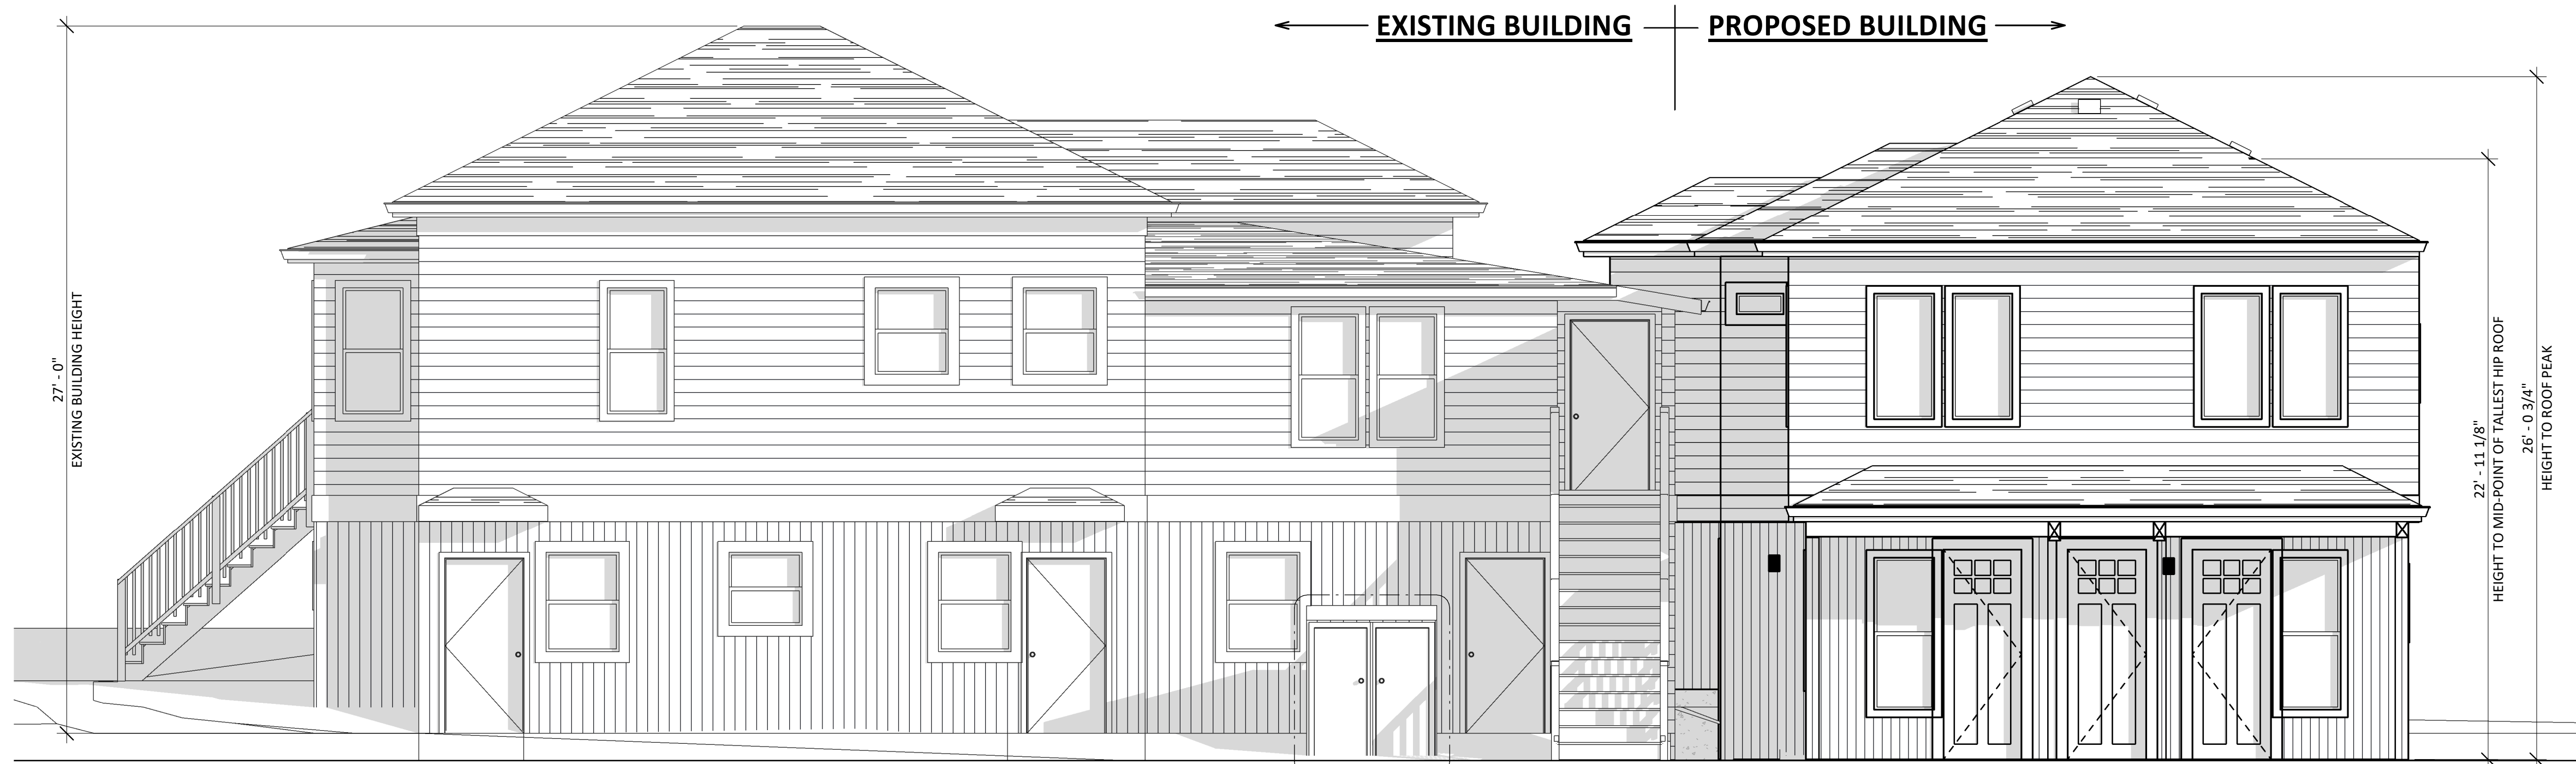 EXISTING BUILDING
PROPOSED BUILDING
27' - 0"
EXISTING BUILDING HEIGHT
22' - 11 1/8"
HEIGHT TO MID-POINT OF TALLEST HIP ROOF
26' - 0 3/4"
HEIGHT TO ROOF PEAK